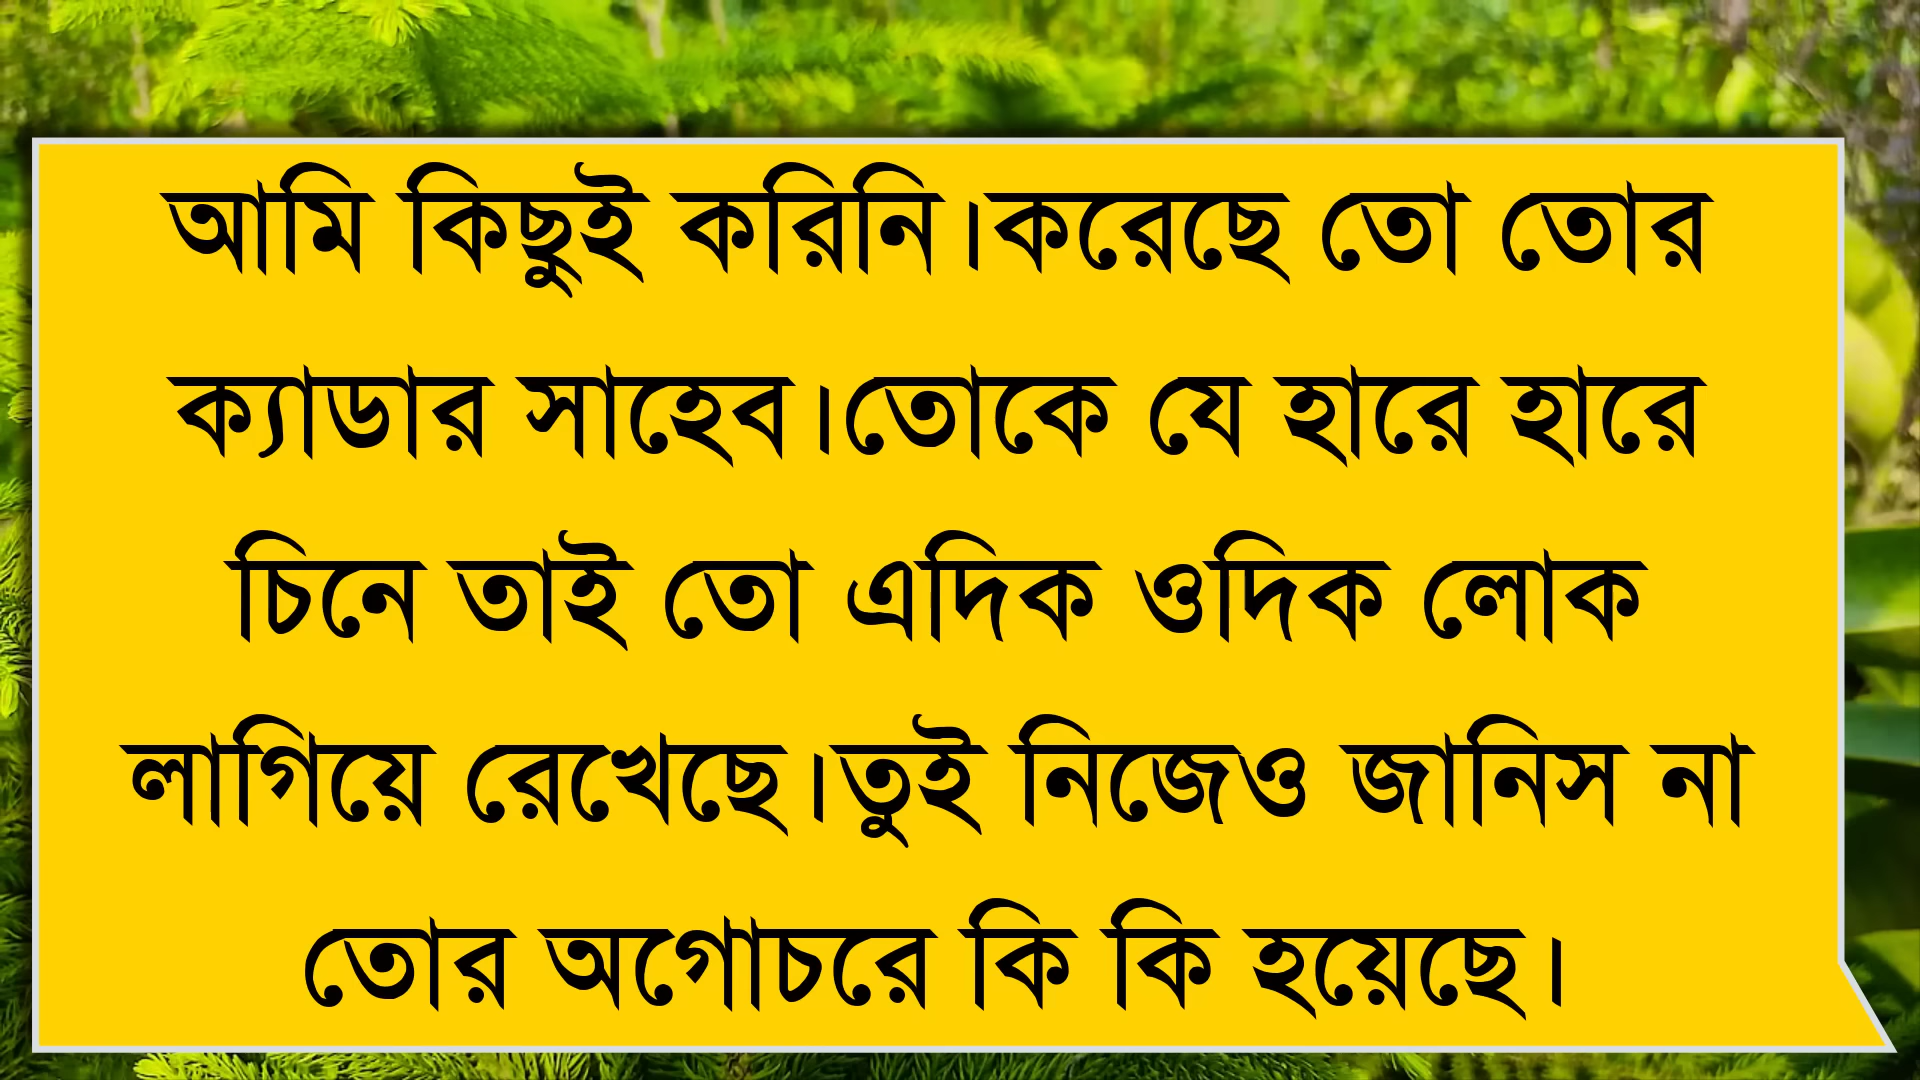 আমি কিছুই করিনি।করেছে তো তোর
ক্যাডার সাহেব।তোকে যে হারে হারে
চিনে তাই তো এদিক ওদিক লোক
লাগিয়ে রেখেছে।তুই নিজেও জানিস না
তোর অগোচরে কি কি হয়েছে।